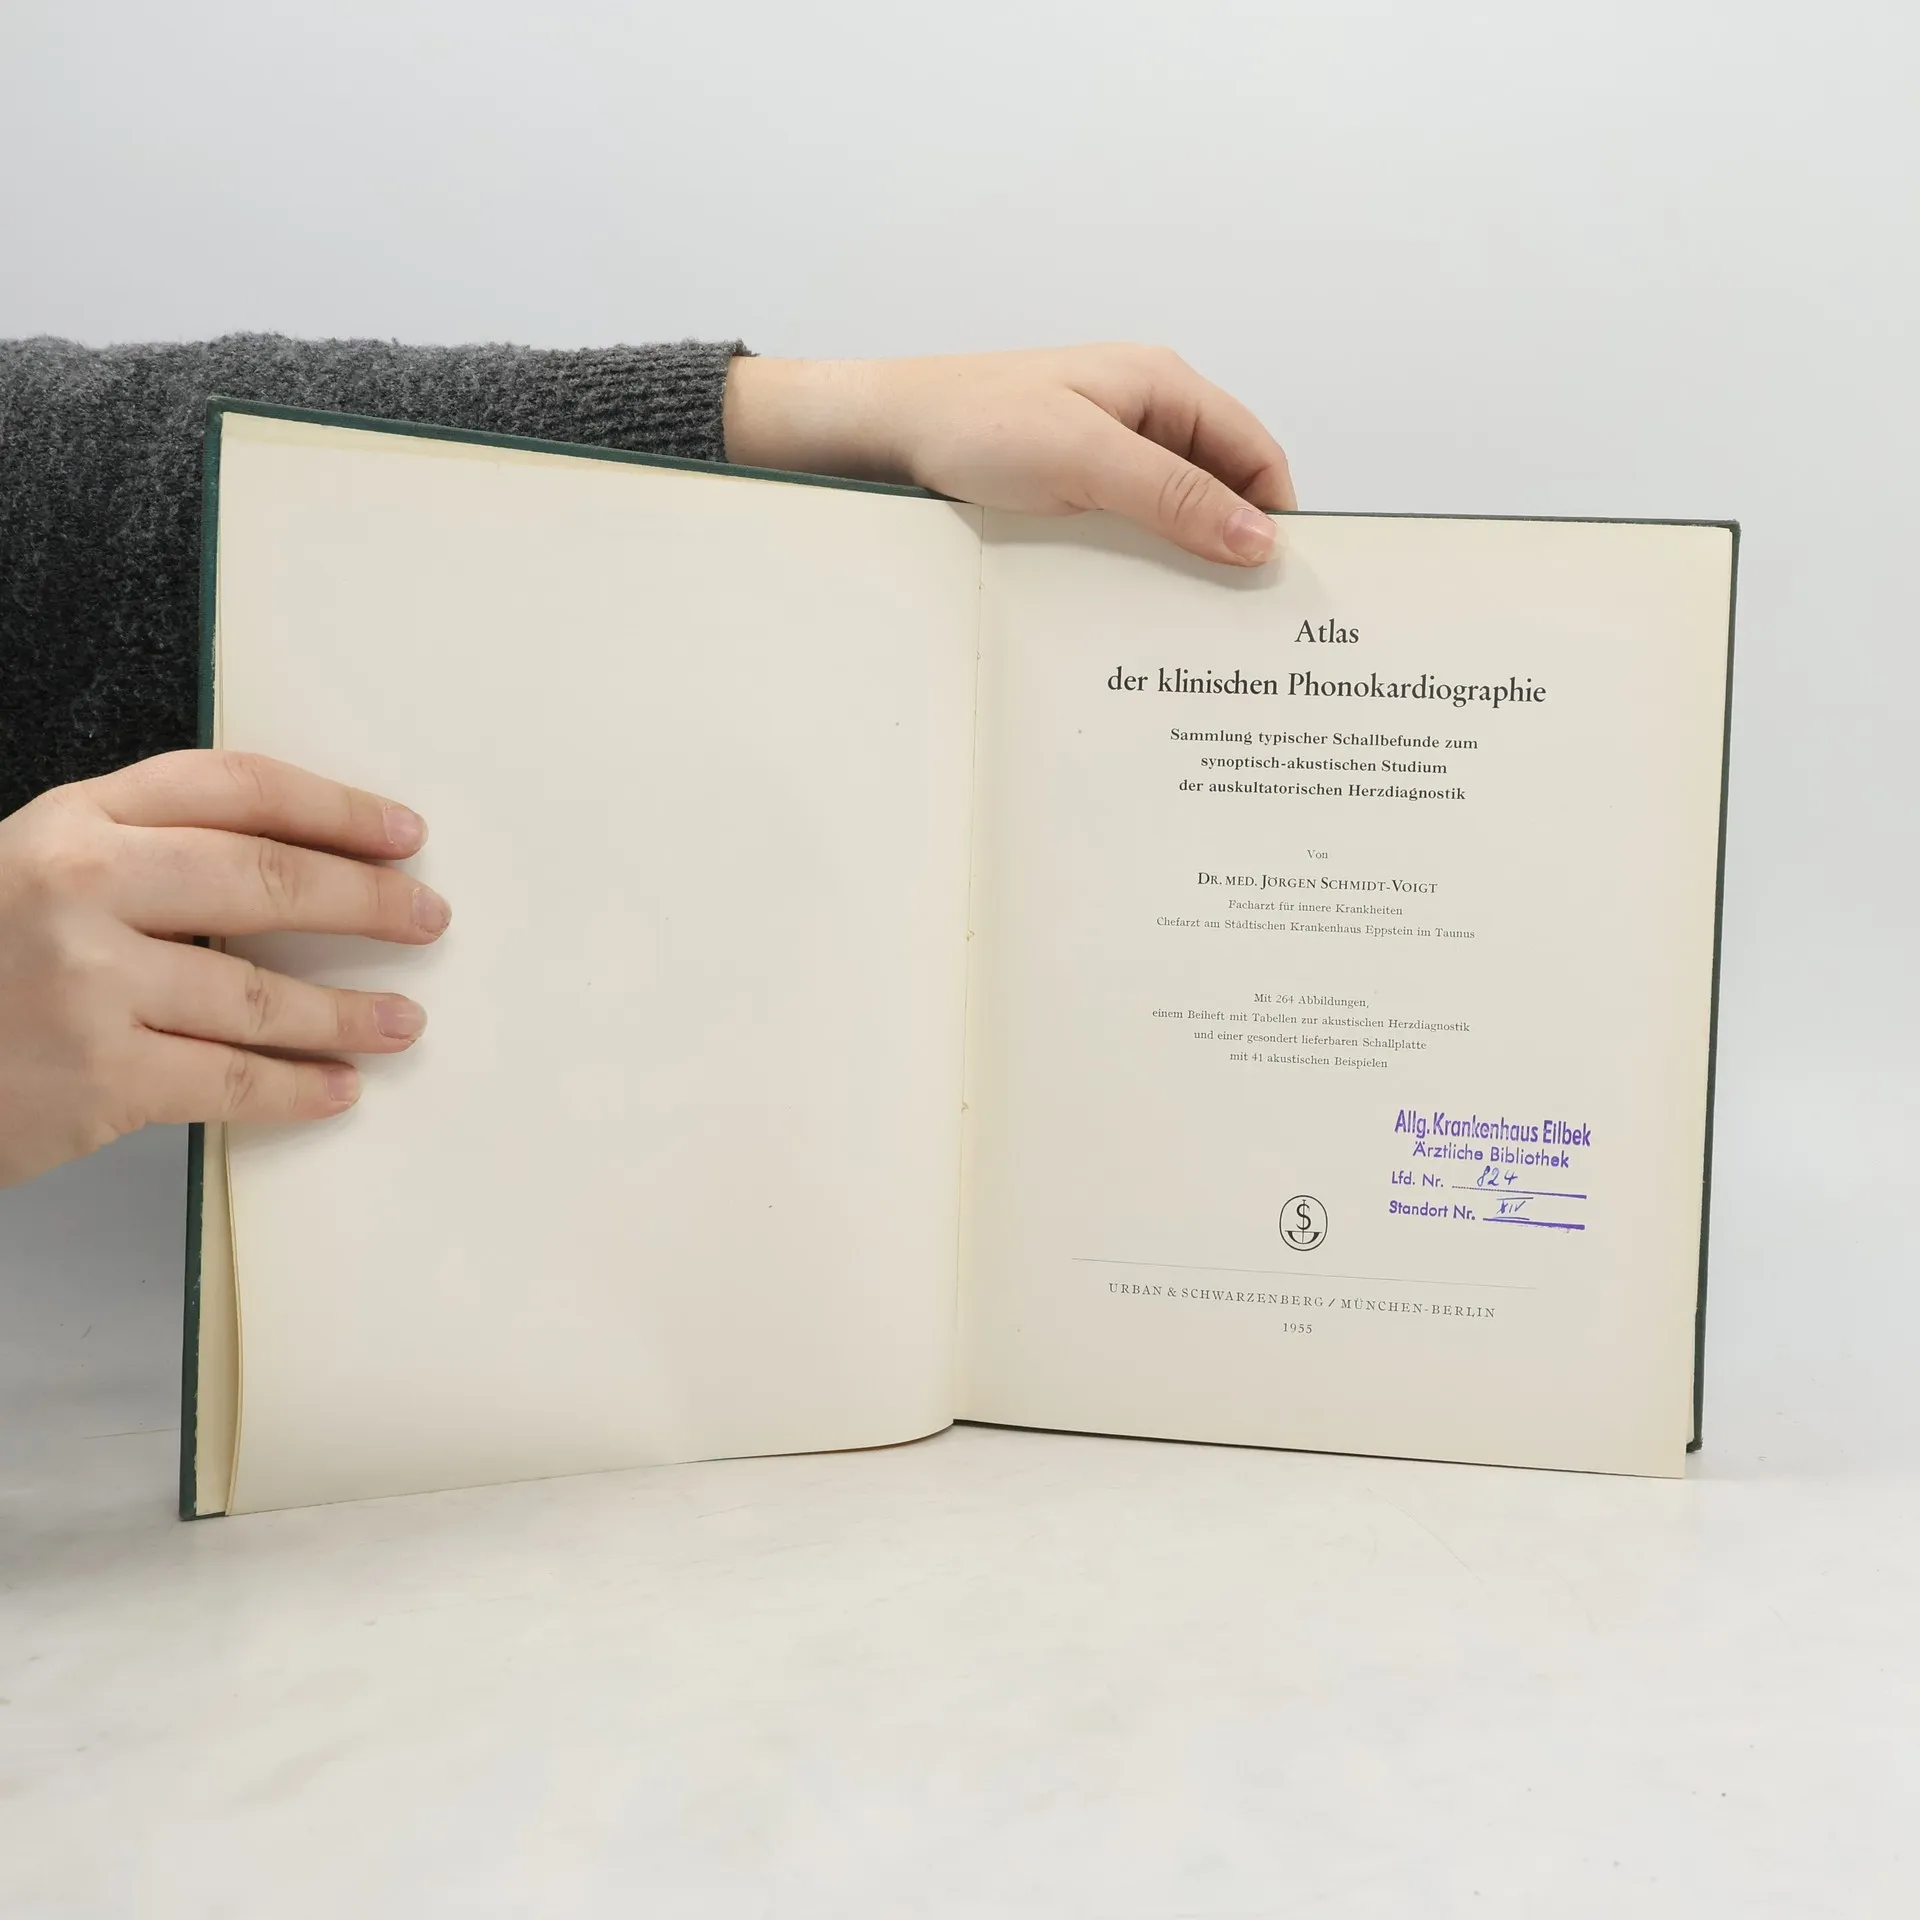 Atlas
der klinischen Phonokardiographie
Sammlung typischer Schallbefunde zum
synoptisch-akustischen Studium
der auskultatorischen Herzdiagnostik
Von
DR. MED. JÖRGEN SCHMIDT-VOIGT
Facharzt für innere Krankheiten
Chefarzt am Städtischen Krankenhaus Eppstein im Taunus
Mit 264 Abbildungen,
einem Beiheft mit Tabellen zur akustischen Herzdiagnostik
und einer gesondert lieferbaren Schallplatte
mit 41 akustischen Beispielen
Allg. Krankenhaus Eilbek
Ärztliche Bibliothek
Lfd. Nr. 824
Standort Nr. XIV
URBAN & SCHWARZENBERG / MÜNCHEN-BERLIN
1955